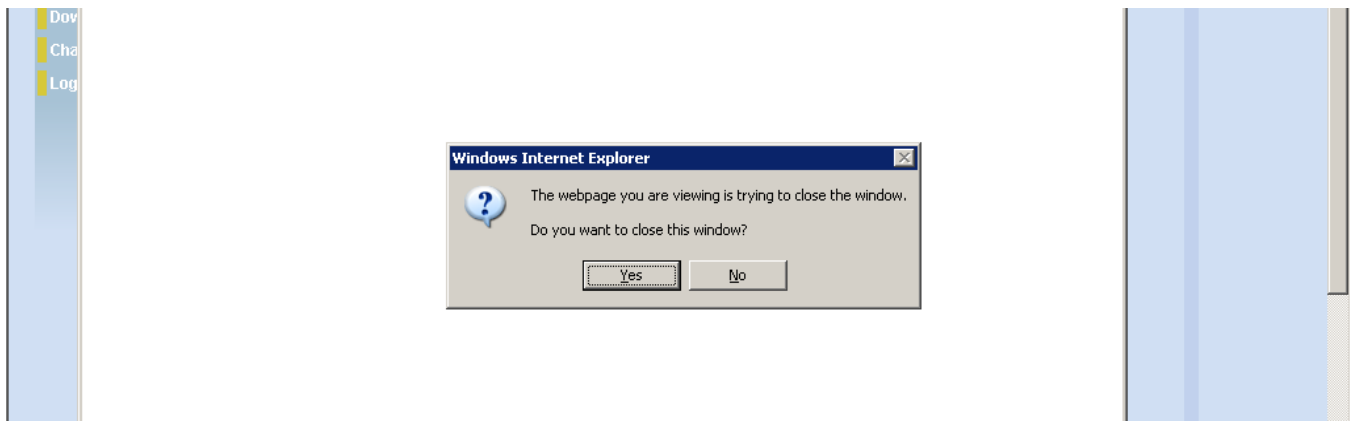 Dow
Cha
Log
Windows Internet Explorer
The webpage you are viewing is trying to close the window.
Do you want to close this window?
Yes
No